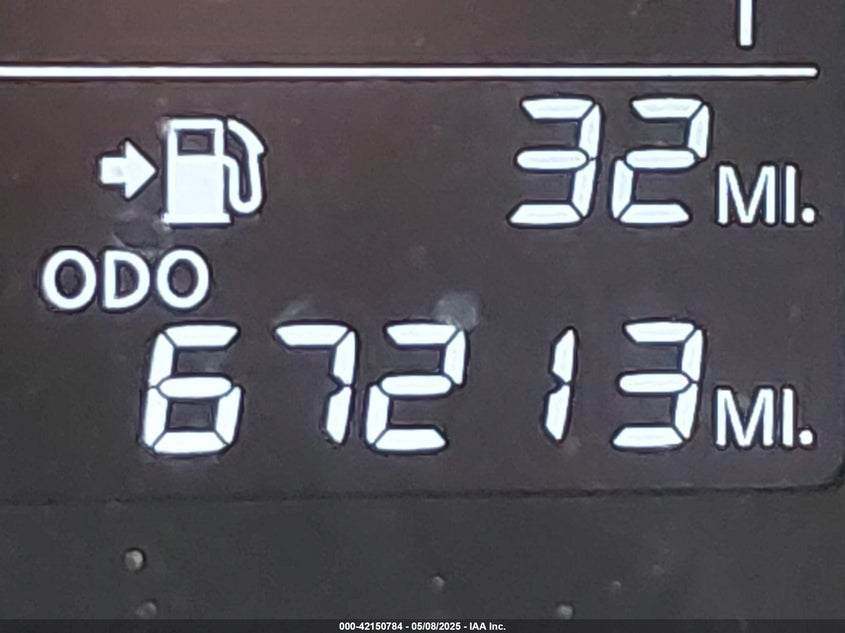 32 MI.
ODO
67213 MI.
000-42150784 - 05/08/2025 - IAA Inc.